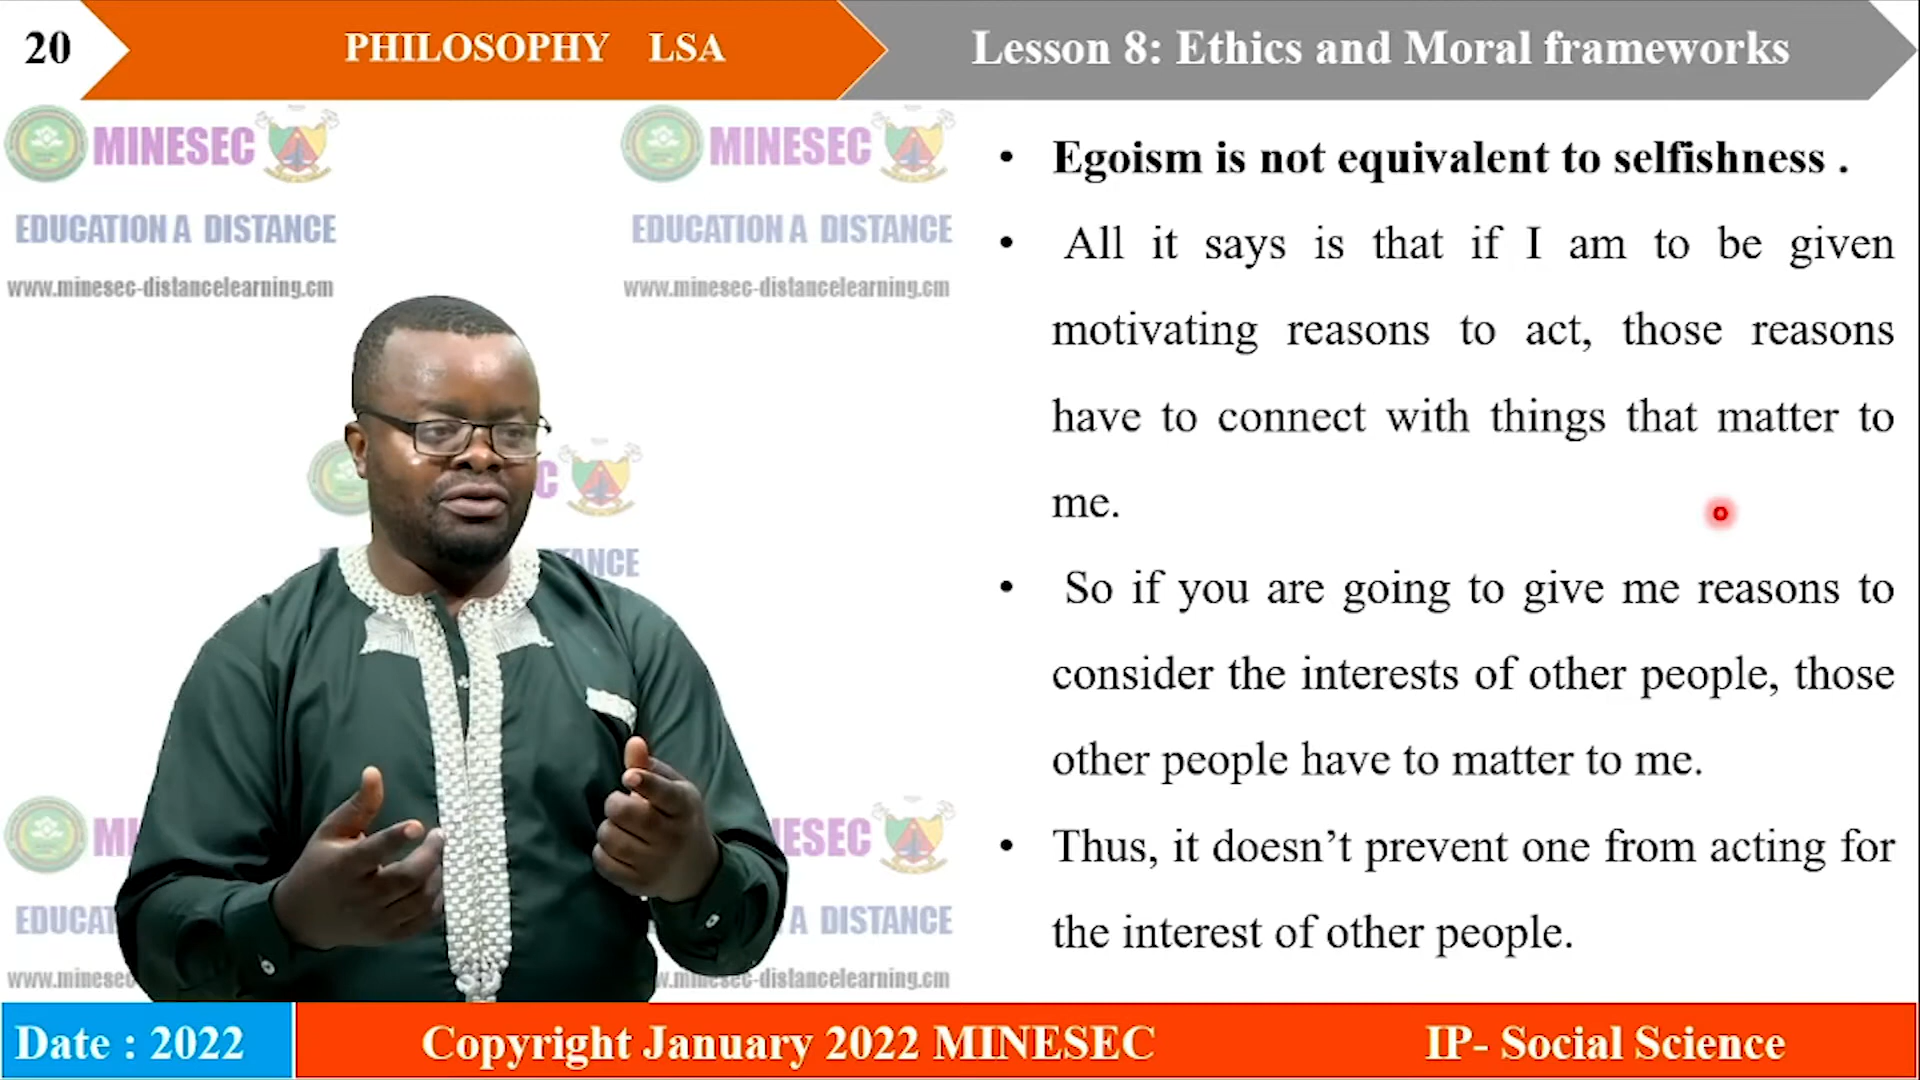 20
PHILOSOPHY LSA
Lesson 8: Ethics and Moral frameworks
MINESEC
EDUCATION A DISTANCE
www.minesec-distancelearning.cm
MINESEC
EDUCATION A DISTANCE
www.minesec-distancelearning.cm
• Egoism is not equivalent to selfishness .
• All it says is that if I am to be given
motivating reasons to act, those reasons
have to connect with things that matter to
me.
• So if you are going to give me reasons to
consider the interests of other people, those
other people have to matter to me.
• Thus, it doesn’t prevent one from acting for
the interest of other people.
Date : 2022
Copyright January 2022 MINESEC
IP- Social Science